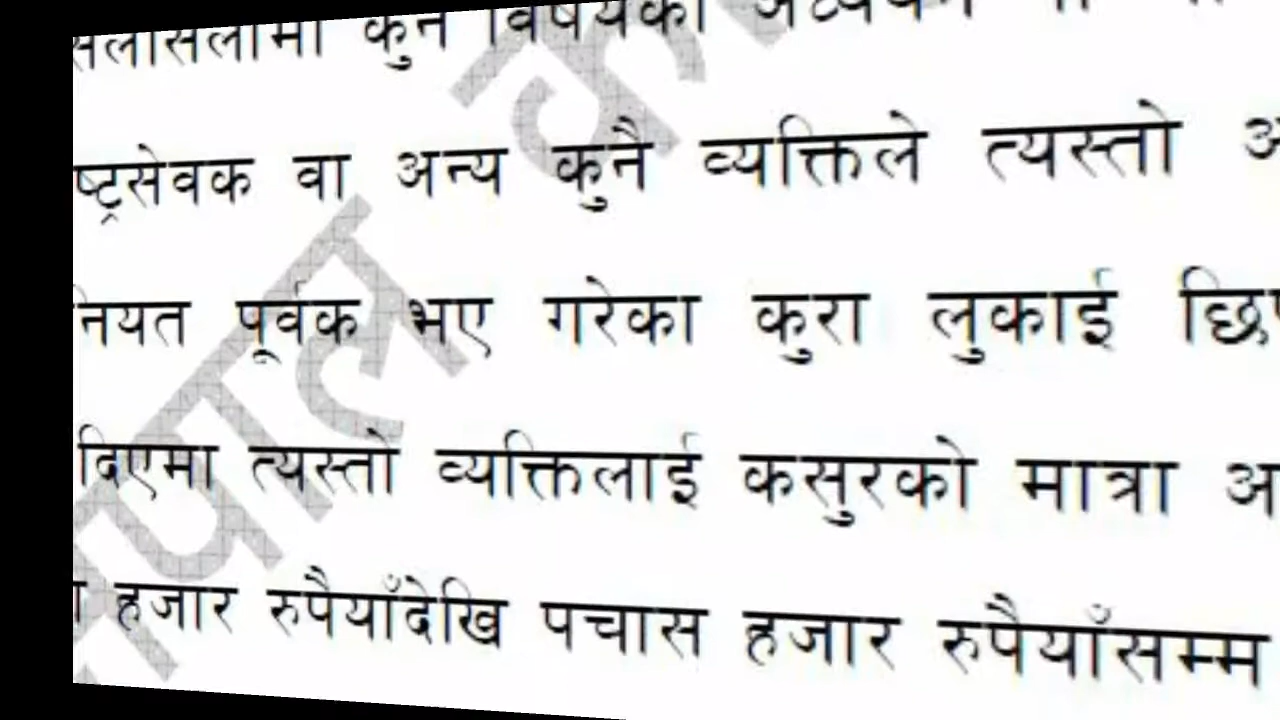 कुनै विषयको
ष्ट्रसेवक वा अन्य कुनै व्यक्तिले त्यस्तो
नियत पूर्वक भए गरेका कुरा लुकाई
दिएमा त्यस्तो व्यक्तिलाई कसुरको मात्रा
हजार रुपैयाँदेखि पचास हजार रुपैयाँसम्म